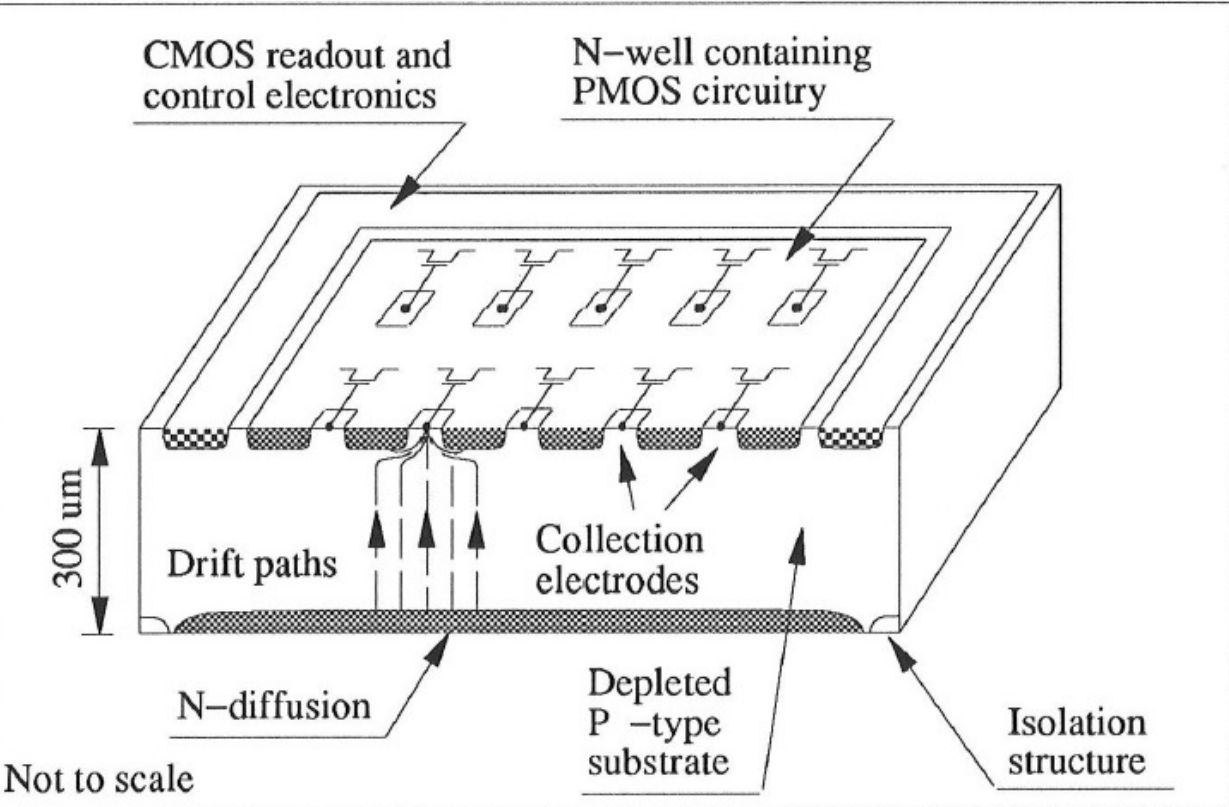 CMOS readout and
control electronics
N−well containing
PMOS circuitry
300 um
Drift paths
Collection
electrodes
N−diffusion
Depleted
P −type
substrate
Isolation
structure
Not to scale